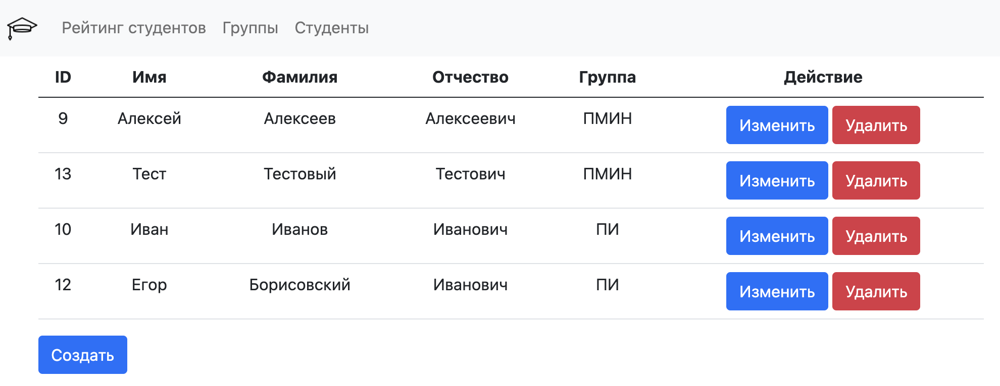 Рейтинг студентов Группы Студенты
ID Имя Фамилия Отчество Группа Действие
9 Алексей Алексеев Алексеевич ПМИН Изменить Удалить
13 Тест Тестовый Тестович ПМИН Изменить Удалить
10 Иван Иванов Иванович ПИ Изменить Удалить
12 Егор Борисовский Иванович ПИ Изменить Удалить
Создать